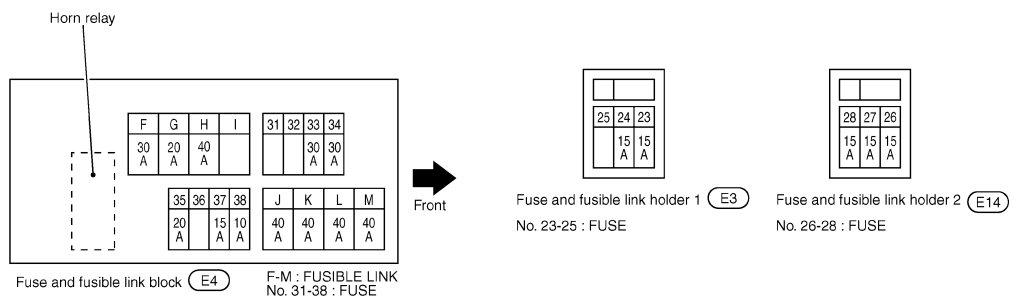 Horn relay
F G H I 31 32 33 34
30 A 20 A 40 A 30 A 30 A
35 36 37 38 J K L M
20 A 15 A 10 A 40 A 40 A 40 A 40 A
Front
Fuse and fusible link block E4
F-M : FUSIBLE LINK
No. 31-38 : FUSE
25 24 23
15 A 15 A
Fuse and fusible link holder 1 E3
No. 23-25 : FUSE
28 27 26
15 A 15 A 15 A
Fuse and fusible link holder 2 E14
No. 26-28 : FUSE